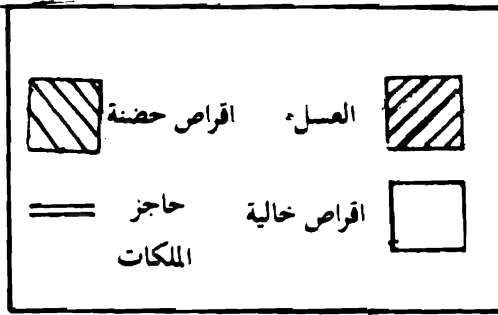 العسل اقراص حضنة
اقراص خالية حاجز
الملكات